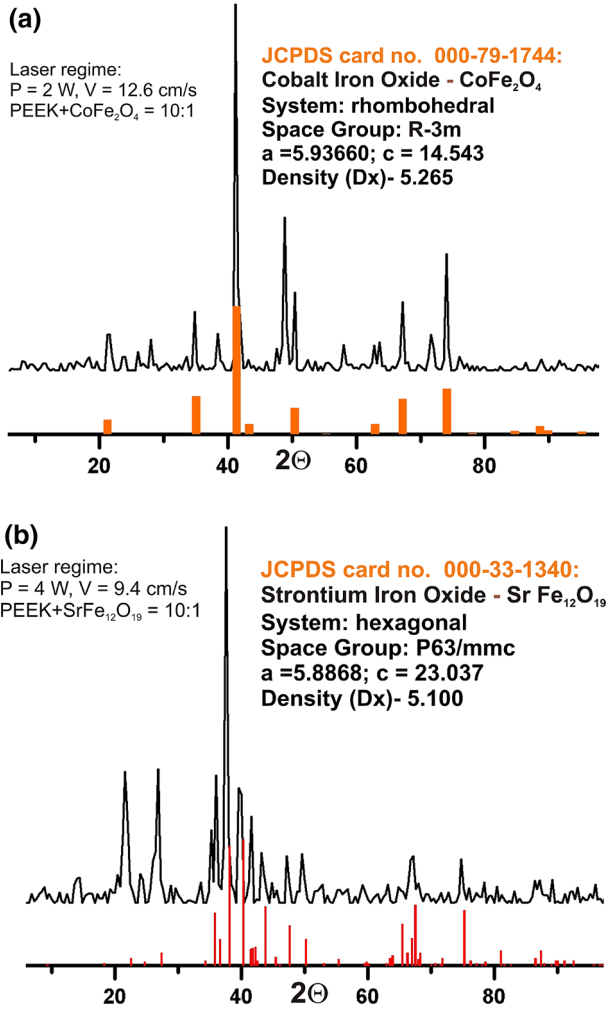 (a)
Laser regime:
P = 2 W, V = 12.6 cm/s
PEEK+CoFe₂O₄ = 10:1
JCPDS card no. 000-79-1744:
Cobalt Iron Oxide - CoFe₂O₄
System: rhombohedral
Space Group: R-3m
a =5.93660; c = 14.543
Density (Dx)- 5.265
20 40 60 80
2Θ
(b)
Laser regime:
P = 4 W, V = 9.4 cm/s
PEEK+SrFe₁₂O₁₉ = 10:1
JCPDS card no. 000-33-1340:
Strontium Iron Oxide - Sr Fe₁₂O₁₉
System: hexagonal
Space Group: P63/mmc
a =5.8868; c = 23.037
Density (Dx)- 5.100
20 40 60 80
2Θ